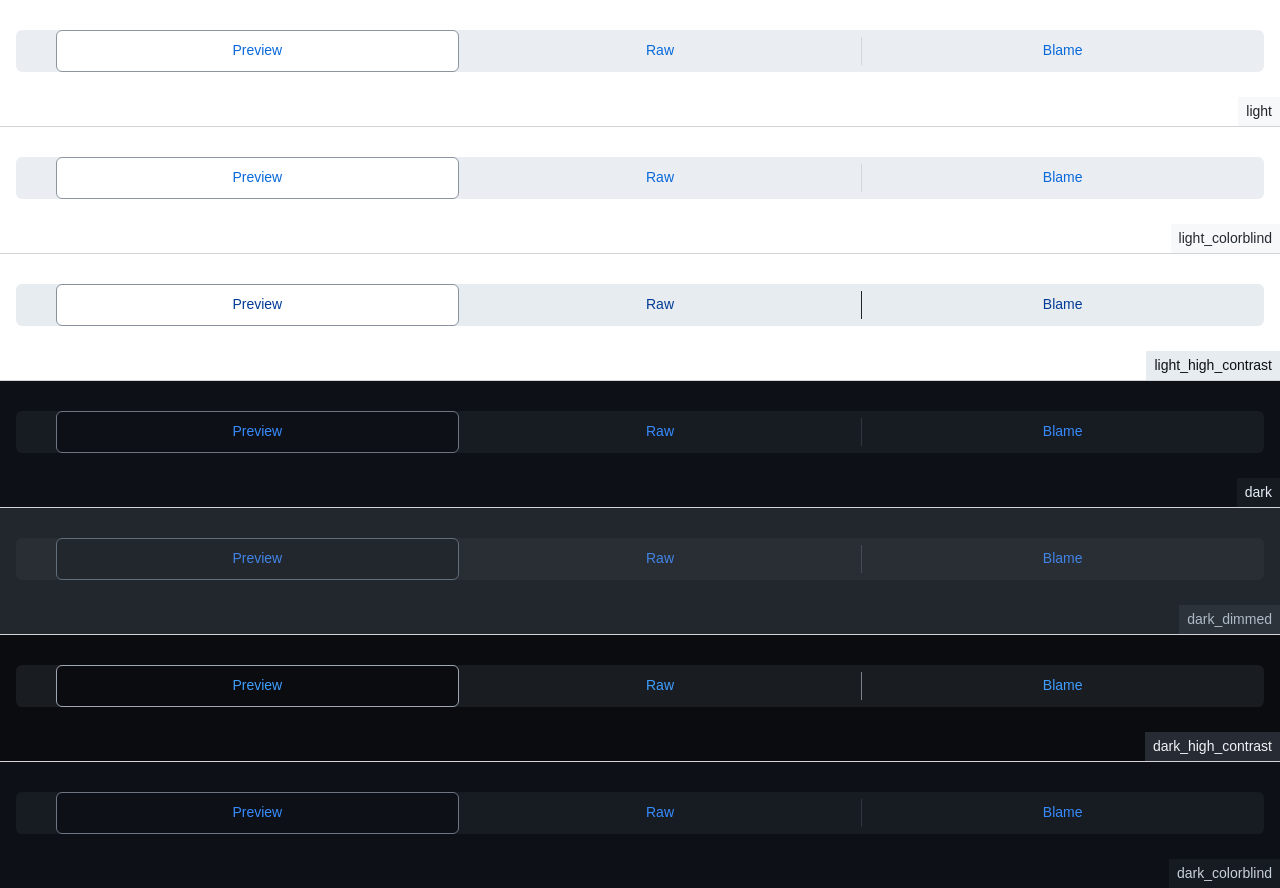 Preview Raw Blame
light
Preview Raw Blame
light_colorblind
Preview Raw Blame
light_high_contrast
Preview Raw Blame
dark
Preview Raw Blame
dark_dimmed
Preview Raw Blame
dark_high_contrast
Preview Raw Blame
dark_colorblind